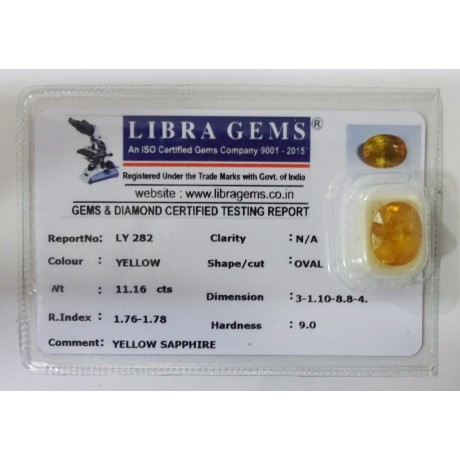 LIBRA GEMS ®
An ISO Certified Gems Company 9001 - 2015
Registered Under the Trade Marks with Govt. of India
website : www.libragems.co.in
GEMS & DIAMOND CERTIFIED TESTING REPORT
ReportNo: LY 282 Clarity : N/A
Colour : YELLOW Shape/cut : OVAL
Wt : 11.16 cts Dimension : 3-1.10-8.8-4.
R.Index : 1.76-1.78 Hardness : 9.0
Comment: YELLOW SAPPHIRE